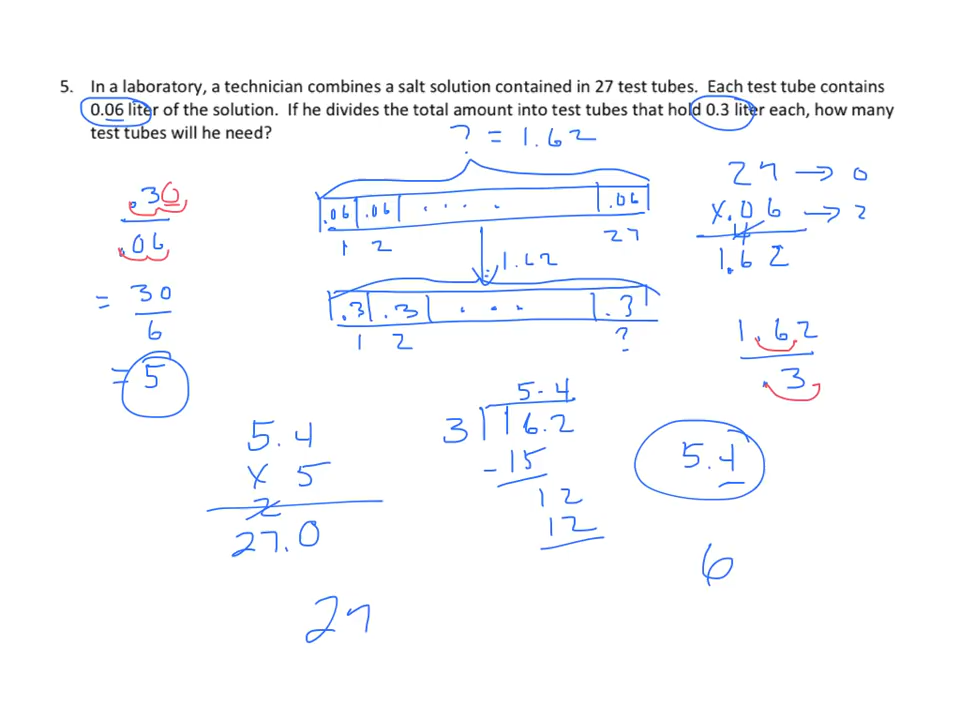 5. In a laboratory, a technician combines a salt solution contained in 27 test tubes. Each test tube contains
0.06 liter of the solution. If he divides the total amount into test tubes that hold 0.3 liter each, how many
test tubes will he need?
? = 1.62
27 → 0
x.06 → 2
4
1.62
.30
.06
= 30
6
= 5
.06 .06 . . . . .06
1 2 27
1.62
.3 .3 . . . .3
1 2 ?
1.62
.3
5.4
3 16.2
-15
12
12
5.4
6
5.4
x 5
2
27.0
27